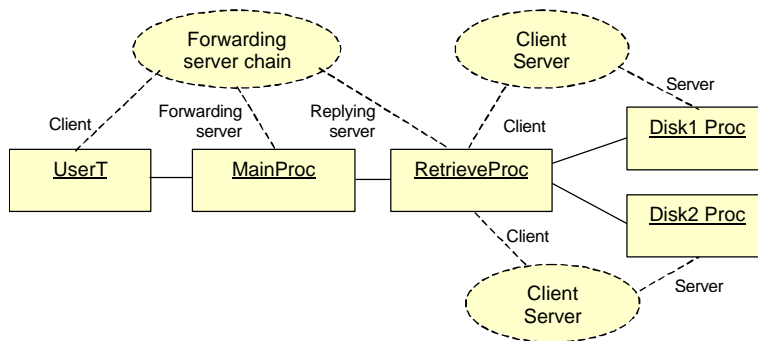 Forwarding
server chain
Client
Server
Client
Forwarding
server
Replying
server
Client
Server
UserT
MainProc
RetrieveProc
Disk1 Proc
Disk2 Proc
Client
Server
Client
Server